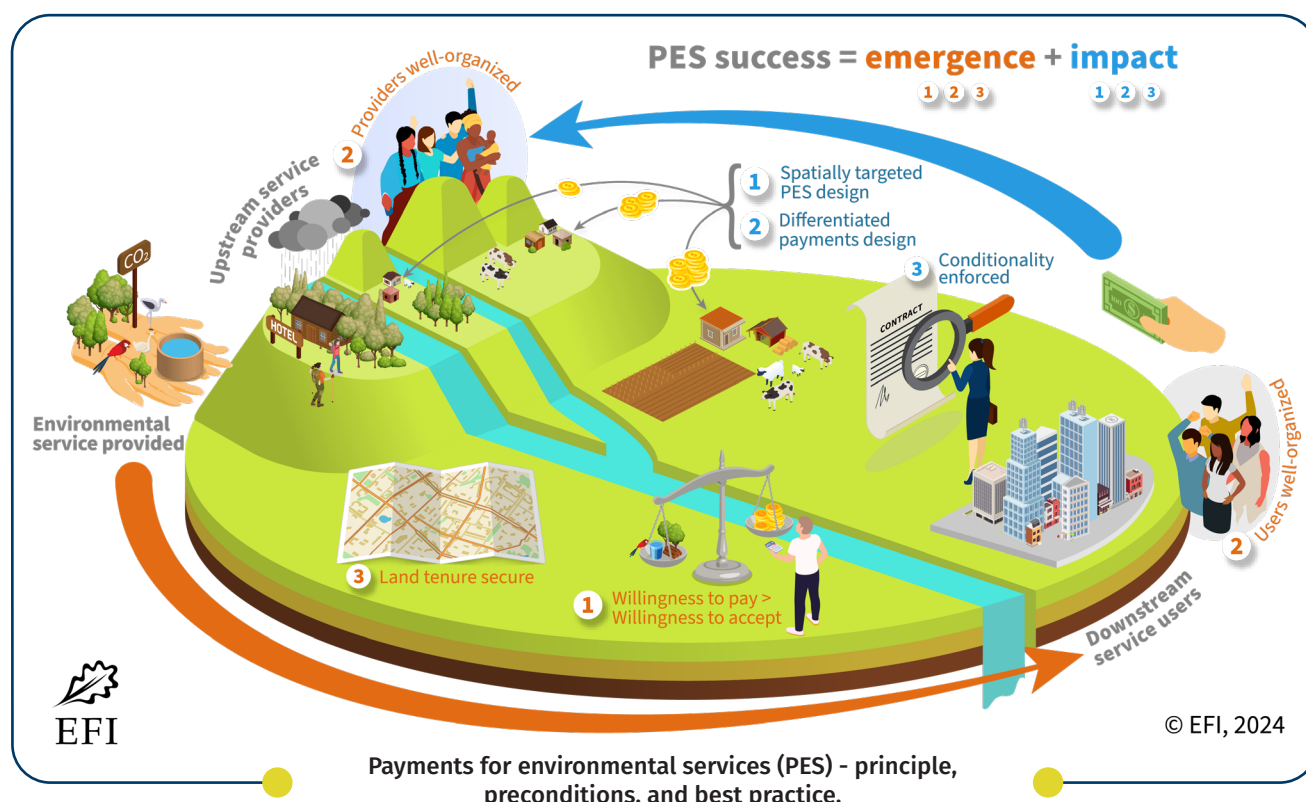 PES success = emergence + impact
1 2 3
1 2 3
2 Providers well-organized
Upstream service
providers
1 Spatially targeted
PES design
2 Differentiated
payments design
3 Conditionality
enforced
CONTRACT
CO2
HOTEL
100
Environmental
service provided
3 Land tenure secure
1 Willingness to pay >
Willingness to accept
2 Users well-organized
Downstream
service users
EFI
© EFI, 2024
Payments for environmental services (PES) - principle,
preconditions, and best practice.